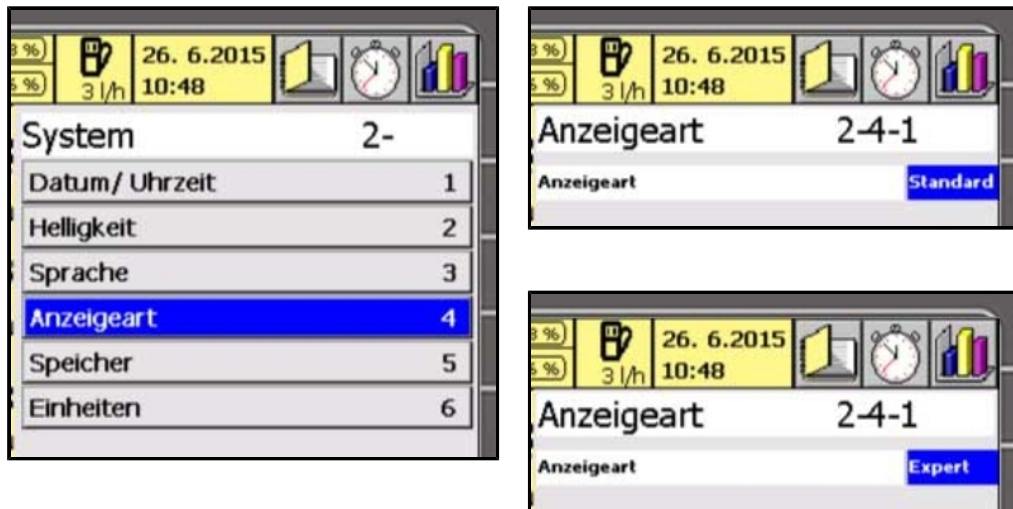 3 %)
5 %)
3 l/h
26. 6.2015
10:48
System 2-
Datum/ Uhrzeit 1
Helligkeit 2
Sprache 3
Anzeigeart 4
Speicher 5
Einheiten 6
3 %)
5 %)
3 l/h
26. 6.2015
10:48
Anzeigeart 2-4-1
Anzeigeart Standard
3 %)
5 %)
3 l/h
26. 6.2015
10:48
Anzeigeart 2-4-1
Anzeigeart Expert